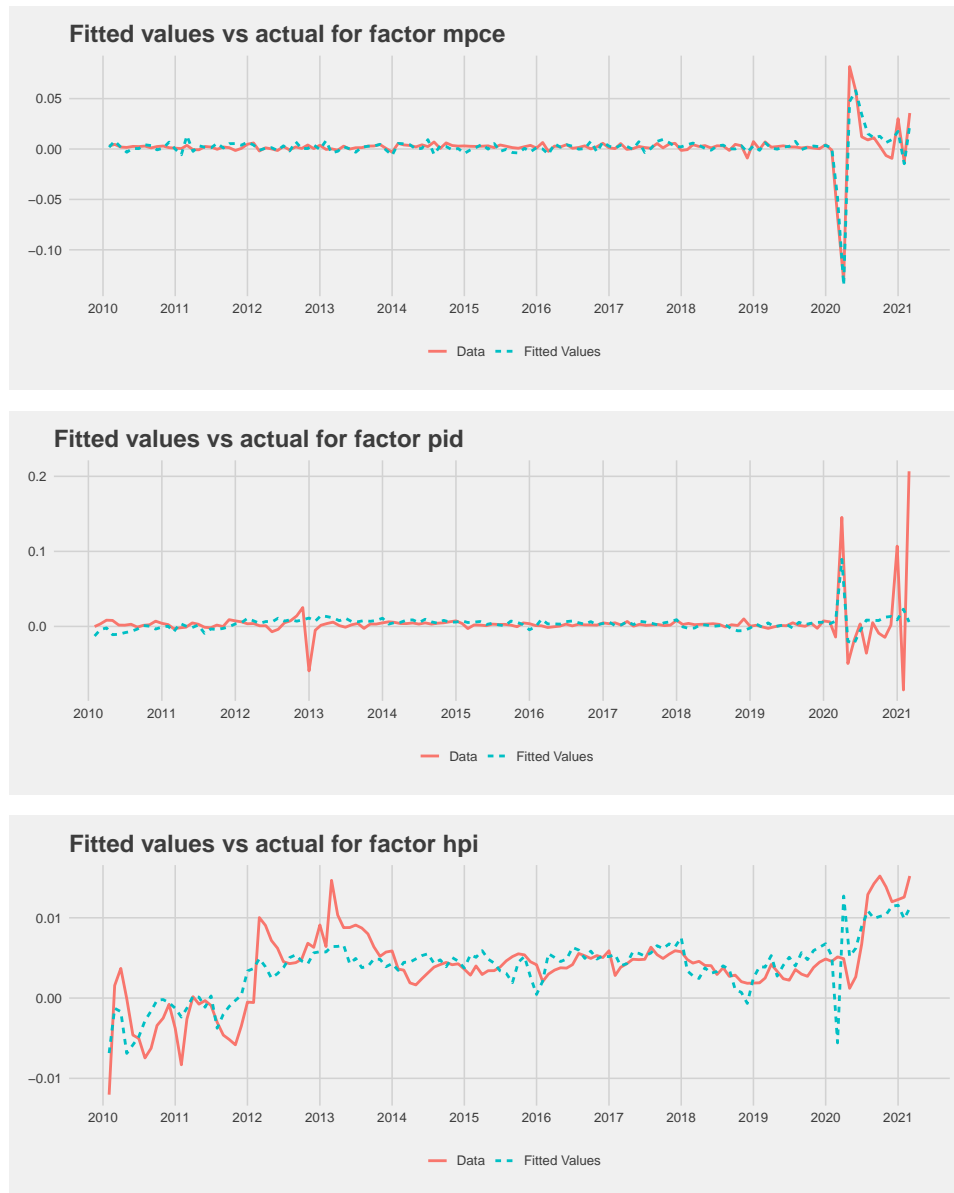 Fitted values vs actual for factor mpce
0.05
0.00
−0.05
−0.10
2010 2011 2012 2013 2014 2015 2016 2017 2018 2019 2020 2021
Data Fitted Values
Fitted values vs actual for factor pid
0.2
0.1
0.0
2010 2011 2012 2013 2014 2015 2016 2017 2018 2019 2020 2021
Data Fitted Values
Fitted values vs actual for factor hpi
0.01
0.00
−0.01
2010 2011 2012 2013 2014 2015 2016 2017 2018 2019 2020 2021
Data Fitted Values